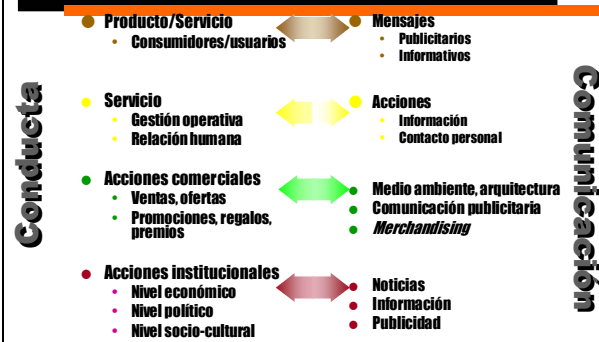 Conducta
Producto/Servicio
Consumidores/usuarios
Servicio
Gestión operativa
Relación humana
Acciones comerciales
Ventas, ofertas
Promociones, regalos,
premios
Acciones institucionales
Nivel económico
Nivel político
Nivel socio-cultural
Mensajes
Publicitarios
Informativos
Acciones
Información
Contacto personal
Medio ambiente, arquitectura
Comunicación publicitaria
Merchandising
Noticias
Información
Publicidad
Comunicación